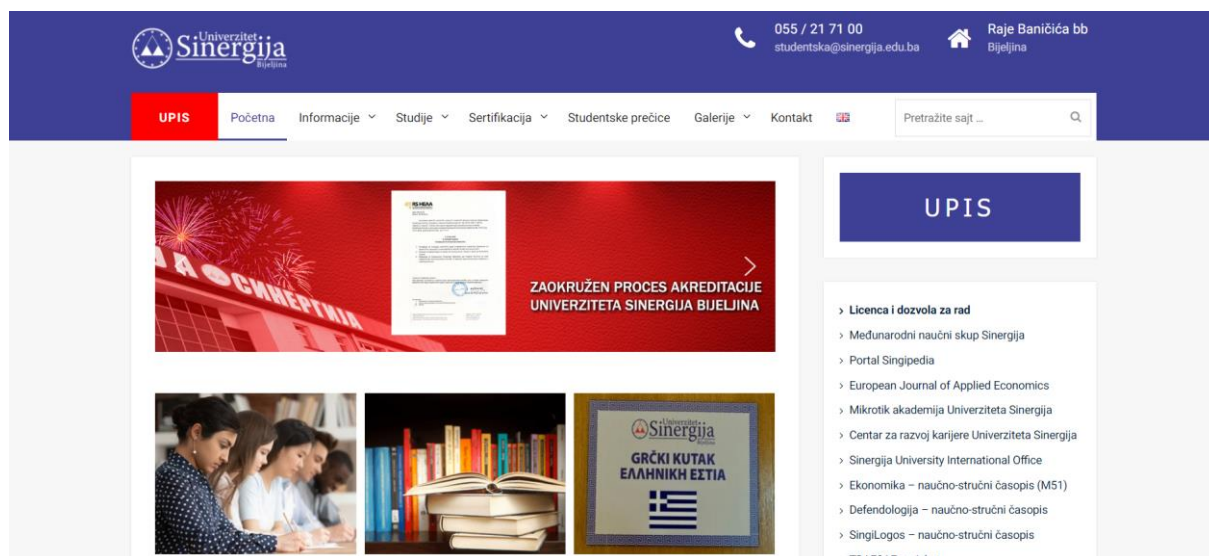 Univerzitet
Sinergija
Bijeljina
055 / 21 71 00
studentska@sinergija.edu.ba
Raje Baničića bb
Bijeljina
UPIS
Početna
Informacije
Studije
Sertifikacija
Studentske prečice
Galerije
Kontakt
Pretražite sajt ...
СИНЕРГИЈА
ZAOKRUŽEN PROCES AKREDITACIJE
UNIVERZITETA SINERGIJA BIJELJINA
Univerzitet
Sinergija
Bijeljina
GRČKI KUTAK
ΕΛΛΗΝΙΚΗ ΕΣΤΙΑ
UPIS
Licenca i dozvola za rad
Međunarodni naučni skup Sinergija
Portal Singipedia
European Journal of Applied Economics
Mikrotik akademija Univerziteta Sinergija
Centar za razvoj karijere Univerziteta Sinergija
Sinergija University International Office
Ekonomika – naučno-stručni časopis (M51)
Defendologija – naučno-stručni časopis
SingiLogos – naučno-stručni časopis